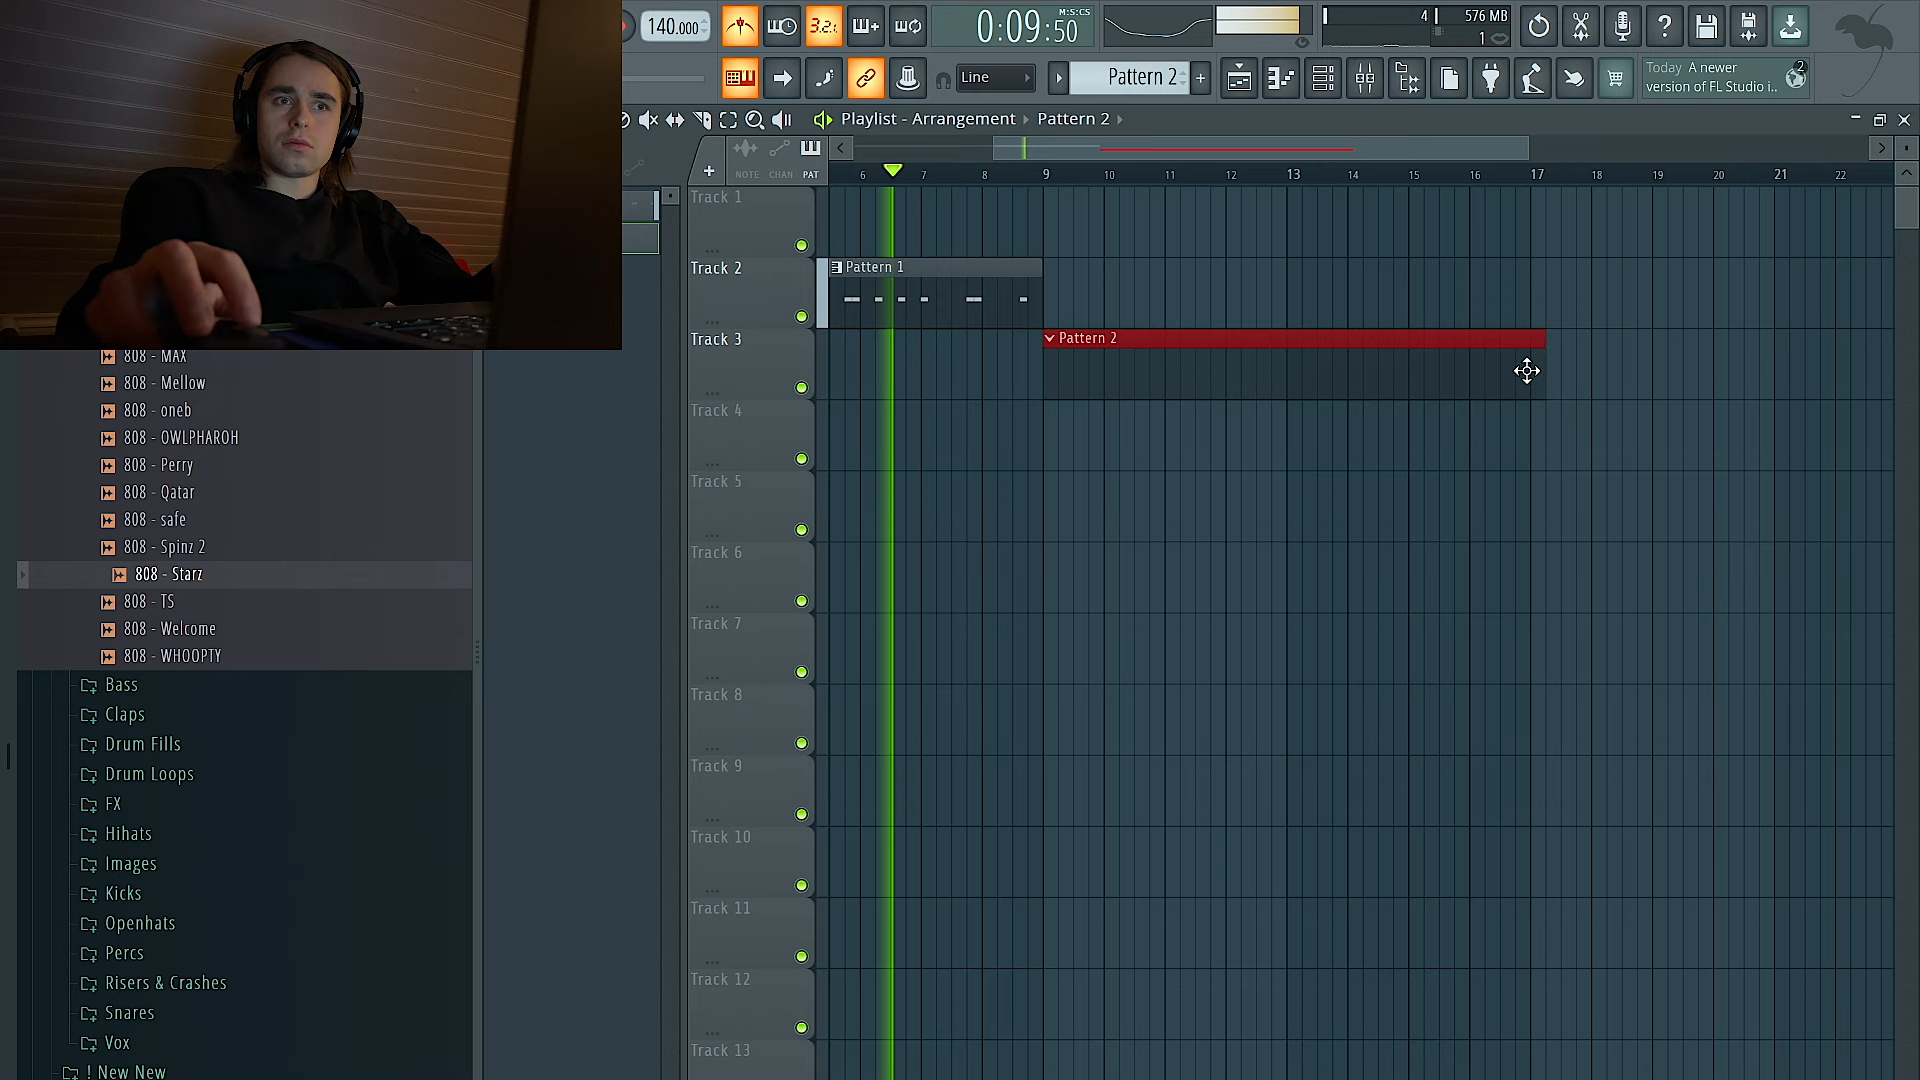 140.000
3.2.
0:09:50
M:S:CS
4
576 MB
1
Line
Pattern 2
Today A newer
version of FL Studio i..
2
Playlist - Arrangement
Pattern 2
NOTE CHAN PAT
6 7 8 9 10 11 12 13 14 15 16 17 18 19 20 21 22
Track 1
Track 2
Pattern 1
Track 3
Pattern 2
Track 4
Track 5
Track 6
Track 7
Track 8
Track 9
Track 10
Track 11
Track 12
Track 13
808 - MAX
808 - Mellow
808 - oneb
808 - OWLPHAROH
808 - Perry
808 - Qatar
808 - safe
808 - Spinz 2
808 - Starz
808 - TS
808 - Welcome
808 - WHOOPTY
Bass
Claps
Drum Fills
Drum Loops
FX
Hihats
Images
Kicks
Openhats
Percs
Risers & Crashes
Snares
Vox
! New New